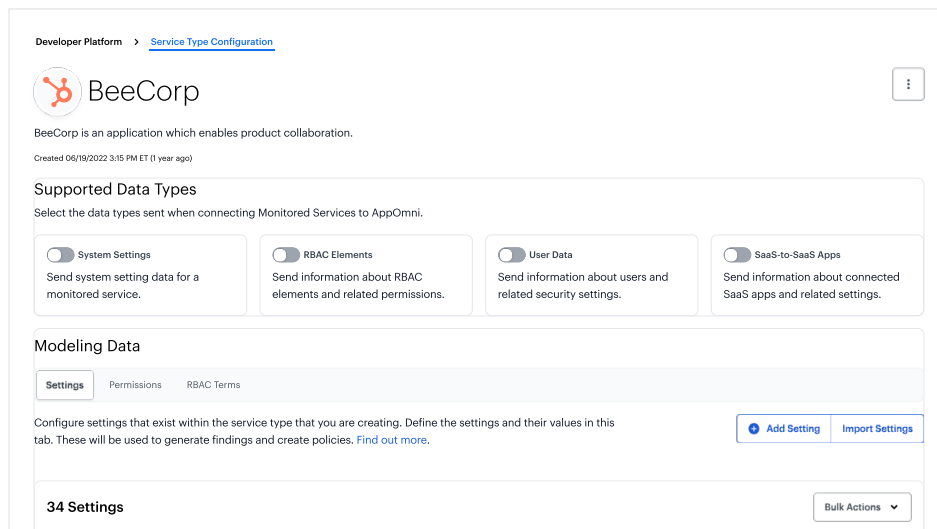 Developer Platform > Service Type Configuration
BeeCorp
BeeCorp is an application which enables product collaboration.
Created 06/19/2022 3:15 PM ET (1 year ago)
Supported Data Types
Select the data types sent when connecting Monitored Services to AppOmni.
System Settings
Send system setting data for a
monitored service.
RBAC Elements
Send information about RBAC
elements and related permissions.
User Data
Send information about users and
related security settings.
SaaS-to-SaaS Apps
Send information about connected
SaaS apps and related settings.
Modeling Data
Settings Permissions RBAC Terms
Configure settings that exist within the service type that you are creating. Define the settings and their values in this
tab. These will be used to generate findings and create policies. Find out more.
Add Setting Import Settings
34 Settings
Bulk Actions